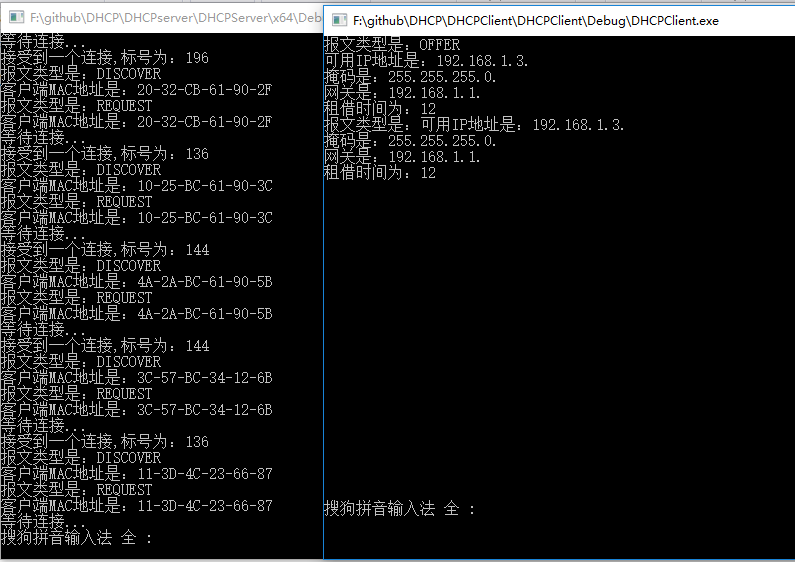 F:\github\DHCP\DHCPserver\DHCPServer\x64\Deb
等待连接...
接受到一个连接,标号为: 196
报文类型是: DISCOVER
客户端MAC地址是: 20-32-CB-61-90-2F
报文类型是: REQUEST
客户端MAC地址是: 20-32-CB-61-90-2F
等待连接...
接受到一个连接,标号为: 136
报文类型是: DISCOVER
客户端MAC地址是: 10-25-BC-61-90-3C
报文类型是: REQUEST
客户端MAC地址是: 10-25-BC-61-90-3C
等待连接...
接受到一个连接,标号为: 144
报文类型是: DISCOVER
客户端MAC地址是: 4A-2A-BC-61-90-5B
报文类型是: REQUEST
客户端MAC地址是: 4A-2A-BC-61-90-5B
等待连接...
接受到一个连接,标号为: 144
报文类型是: DISCOVER
客户端MAC地址是: 3C-57-BC-34-12-6B
报文类型是: REQUEST
客户端MAC地址是: 3C-57-BC-34-12-6B
等待连接...
接受到一个连接,标号为: 136
报文类型是: DISCOVER
客户端MAC地址是: 11-3D-4C-23-66-87
报文类型是: REQUEST
客户端MAC地址是: 11-3D-4C-23-66-87
等待连接...
搜狗拼音输入法 全 :
F:\github\DHCP\DHCPClient\DHCPClient\Debug\DHCPClient.exe
报文类型是: OFFER
可用IP地址是: 192.168.1.3.
掩码是: 255.255.255.0.
网关是: 192.168.1.1.
租借时间为: 12
报文类型是: 可用IP地址是: 192.168.1.3.
掩码是: 255.255.255.0.
网关是: 192.168.1.1.
租借时间为: 12
搜狗拼音输入法 全 :